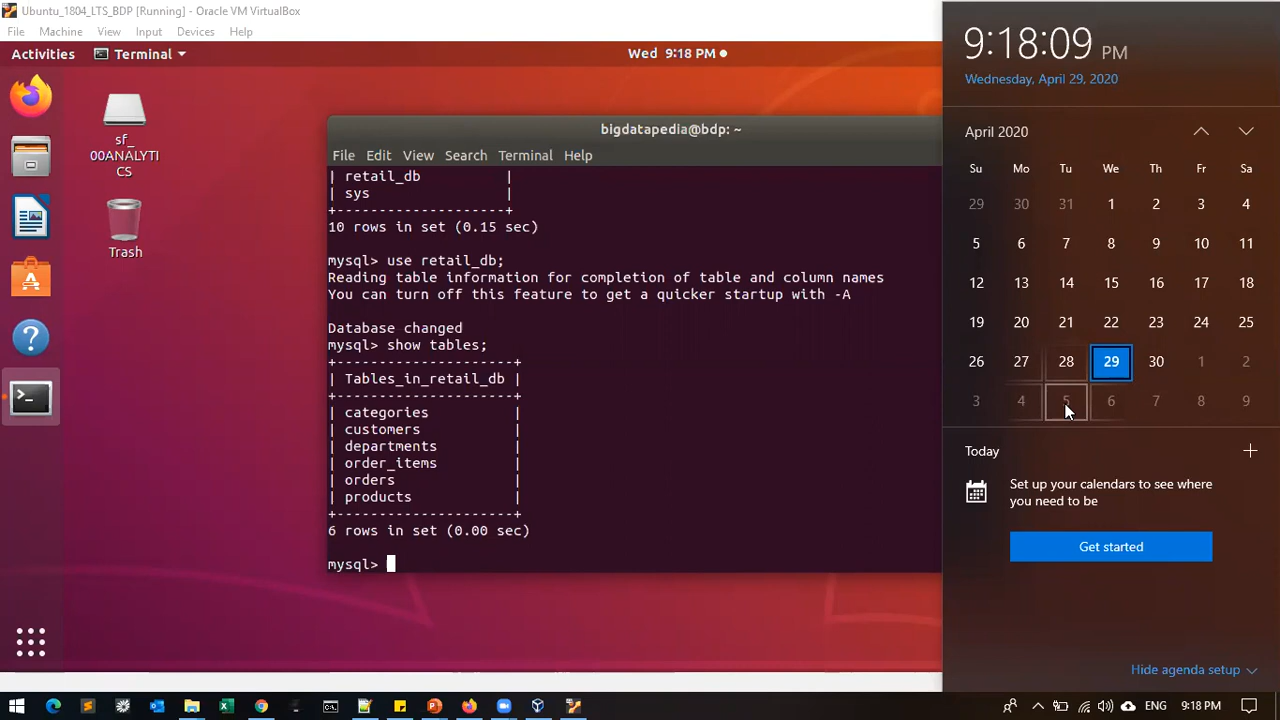 Ubuntu_1804_LTS_BDP [Running] - Oracle VM VirtualBox
File Machine View Input Devices Help
Activities Terminal Wed 9:18 PM
sf_
00ANALYTI
CS
Trash
bigdatapedia@bdp: ~
File Edit View Search Terminal Help
| retail_db |
| sys |
+--------------------+
10 rows in set (0.15 sec)
mysql> use retail_db;
Reading table information for completion of table and column names
You can turn off this feature to get a quicker startup with -A
Database changed
mysql> show tables;
+---------------------+
| Tables_in_retail_db |
+---------------------+
| categories |
| customers |
| departments |
| order_items |
| orders |
| products |
+---------------------+
6 rows in set (0.00 sec)
mysql>
9:18:09 PM
Wednesday, April 29, 2020
April 2020
Su Mo Tu We Th Fr Sa
29 30 31 1 2 3 4
5 6 7 8 9 10 11
12 13 14 15 16 17 18
19 20 21 22 23 24 25
26 27 28 29 30 1 2
3 4 5 6 7 8 9
Today
Set up your calendars to see where
you need to be
Get started
Hide agenda setup
ENG 9:18 PM